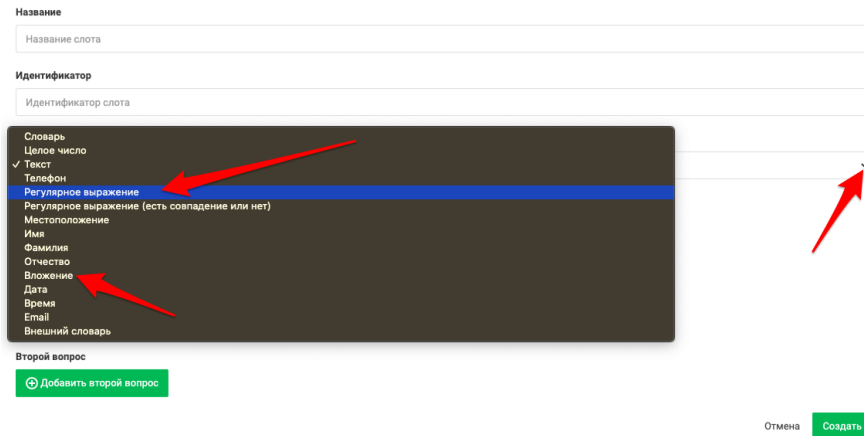 Название
Название слота
Идентификатор
Идентификатор слота
Словарь
Целое число
✓ Текст
Телефон
Регулярное выражение
Регулярное выражение (есть совпадение или нет)
Местоположение
Имя
Фамилия
Отчество
Вложение
Дата
Время
Email
Внешний словарь
Второй вопрос
Добавить второй вопрос
Отмена Создать